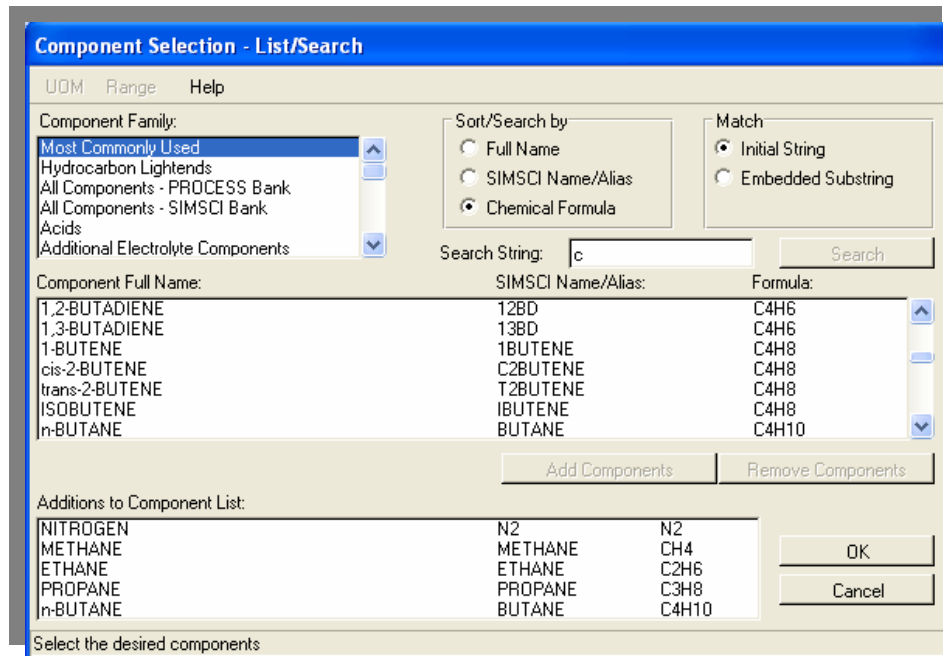 Component Selection - List/Search
UOM Range Help
Component Family:
Most Commonly Used
Hydrocarbon Lightends
All Components - PROCESS Bank
All Components - SIMSCI Bank
Acids
Additional Electrolyte Components
Sort/Search by
Full Name
SIMSCI Name/Alias
Chemical Formula
Match
Initial String
Embedded Substring
Search String: c Search
Component Full Name: SIMSCI Name/Alias: Formula:
1,2-BUTADIENE 12BD C4H6
1,3-BUTADIENE 13BD C4H6
1-BUTENE 1BUTENE C4H8
cis-2-BUTENE C2BUTENE C4H8
trans-2-BUTENE T2BUTENE C4H8
ISOBUTENE IBUTENE C4H8
n-BUTANE BUTANE C4H10
Add Components Remove Components
Additions to Component List:
NITROGEN N2 N2
METHANE METHANE CH4
ETHANE ETHANE C2H6
PROPANE PROPANE C3H8
n-BUTANE BUTANE C4H10
OK
Cancel
Select the desired components